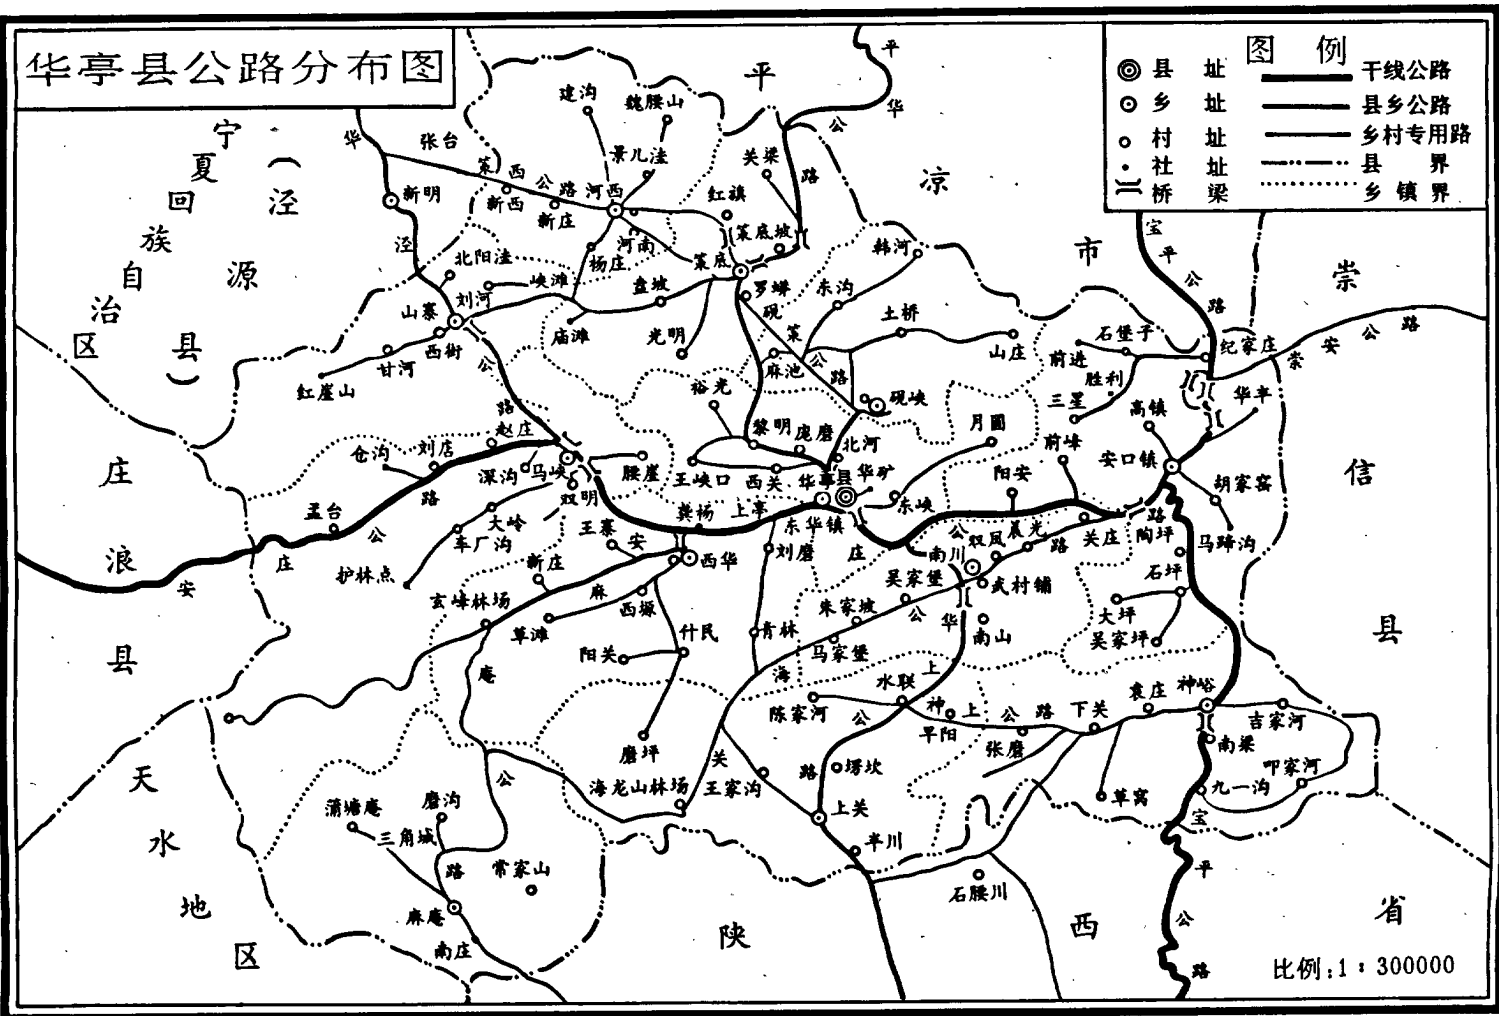 华亭县公路分布图
图 例
县 址
乡 址
村 址
社 址
桥 梁
干线公路
县乡公路
乡村专用路
县 界
乡镇界
宁夏回族自治区
(泾源县)
平凉市
崇信县
陕西省
天水地区
庄浪县
华泾公路
张台
建沟
魏腰山
景儿洼
关梁
平华公路
新明
策西公路
新西
新庄
河西
红旗
河南
杨庄
策底坡
策底
韩河
北阳洼
峡滩
刘河
山寨
盘坡
罗蟒
东沟
砚策公路
土桥
山庄
庙滩
光明
麻池
西街
甘河
红崖山
裕光
砚峡
月圆
石堡子
前进
胜利
三星
纪家庄
崇安公路
宝平公路
华丰
高镇
前峰
安口镇
胡家窑
马蹄沟
赵庄
仓沟
刘店
深沟
马峡
双明
腰崖
王峡口
黎明
庞磨
北河
西关
华亭县
华矿
东峡
阳安
孟台
大岭
车厂沟
护林点
王寨
龚杨
上亭
东华镇
刘磨
安庄公路
南川
双凤
晨光
关庄
陶坪
石坪
新庄
西华
玄峰林场
草滩
西塬
什民
阳关
青林
吴家堡
朱家坡
马家堡
武村铺
南山
大坪
吴家坪
麻庵公路
海关
华上公路
水联
陈家河
神上公路
早阳
张磨
下关
袁庄
神峪
吉家河
南梁
叩家河
九一沟
草窝
磨坪
海龙山林场
王家沟
堺坎
上关
半川
石腰川
蒲塘庵
磨沟
三角城
常家山
麻庵
南庄
宝平公路
比例:1:300000